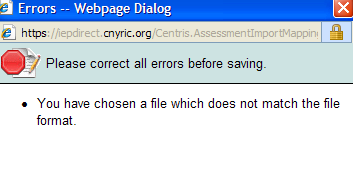 Errors -- Webpage Dialog
https://iepdirect.cnyric.org/Centris.AssessmentImportMapping
Please correct all errors before saving.
• You have chosen a file which does not match the file
format.